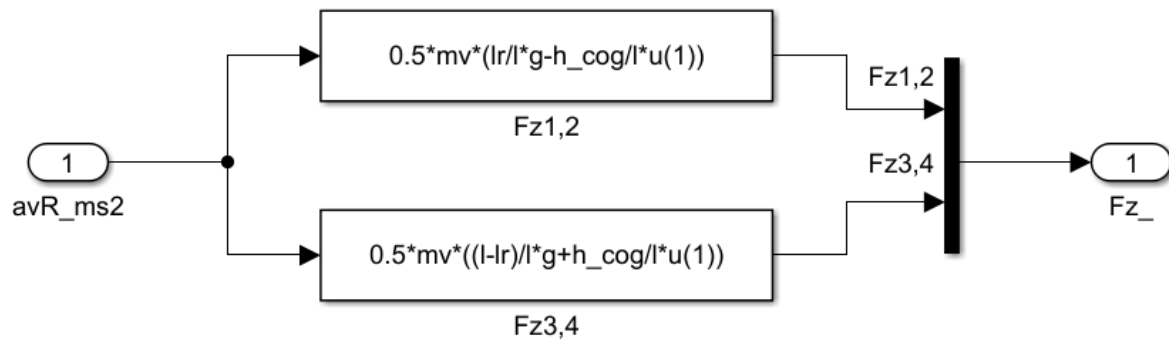 0.5*mv*(lr/l*g-h_cog/l*u(1))
Fz1,2
Fz1,2
1
avR_ms2
Fz3,4
1
Fz_
0.5*mv*((l-lr)/l*g+h_cog/l*u(1))
Fz3,4